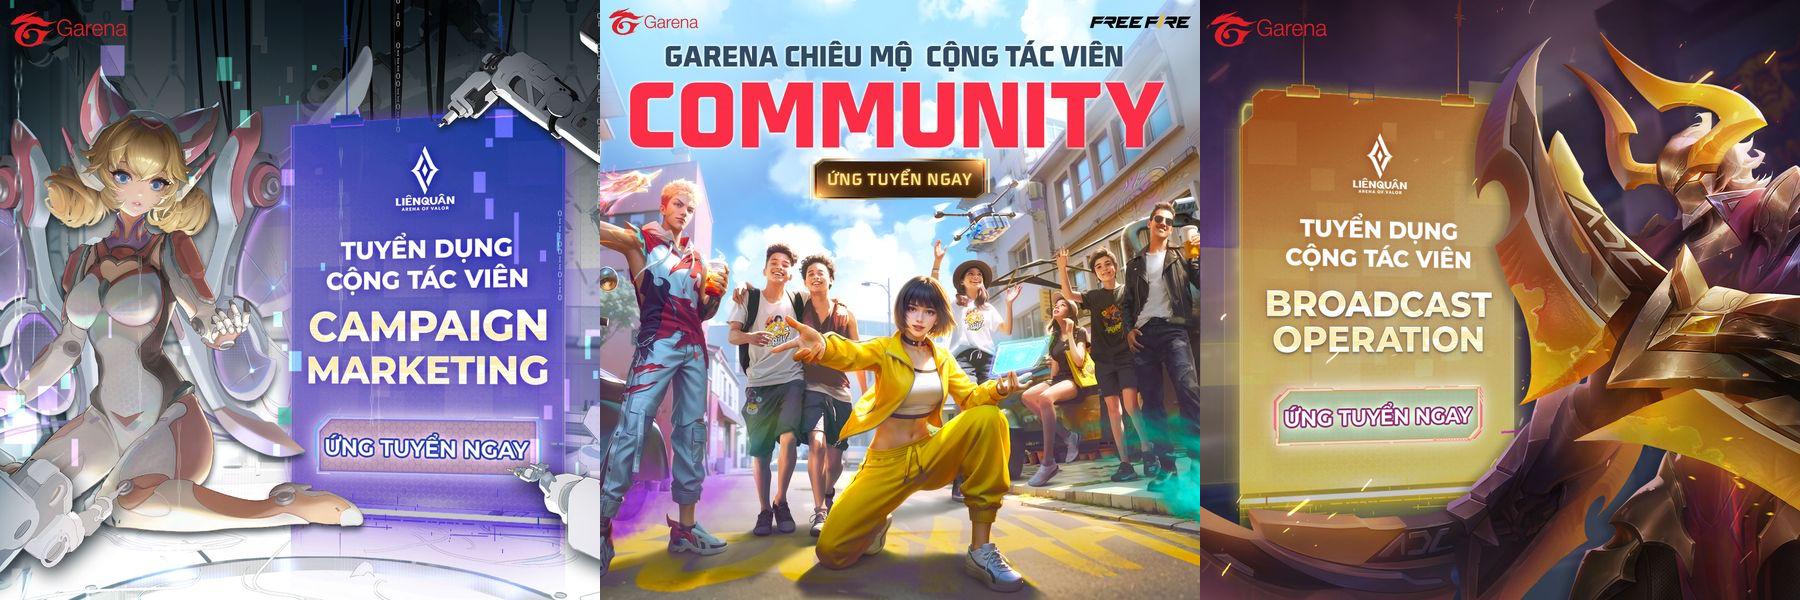 Garena
LIÊNQUÂN
ARENA OF VALOR
TUYỂN DỤNG
CỘNG TÁC VIÊN
CAMPAIGN
MARKETING
ỨNG TUYỂN NGAY
Garena
FREE FIRE
GARENA CHIÊU MỘ CỘNG TÁC VIÊN
COMMUNITY
ỨNG TUYỂN NGAY
Garena
LIÊNQUÂN
ARENA OF VALOR
TUYỂN DỤNG
CỘNG TÁC VIÊN
BROADCAST
OPERATION
ỨNG TUYỂN NGAY
ADC
ADC